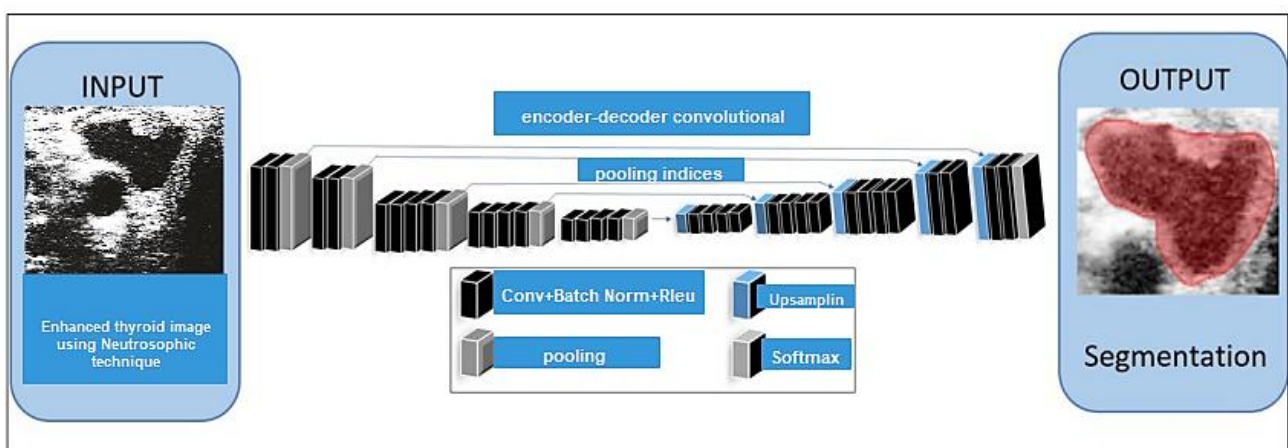 INPUT
Enhanced thyroid image
using Neutrosophic
technique
encoder-decoder convolutional
pooling indices
Conv+Batch Norm+Rleu
Upsamplin
pooling
Softmax
OUTPUT
Segmentation